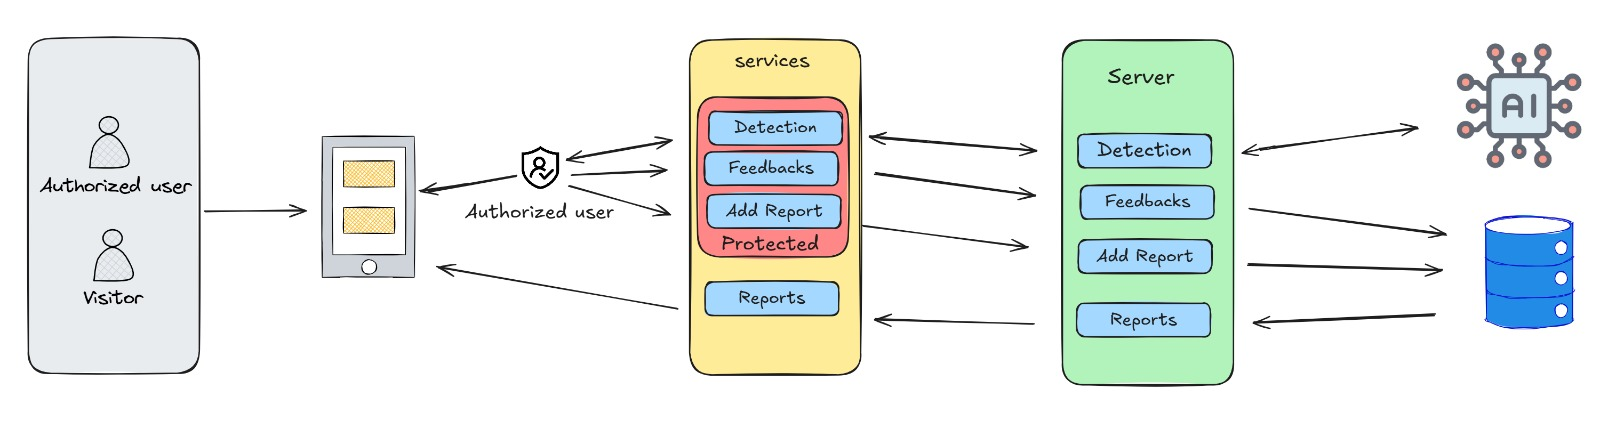 Authorized user
Visitor
Authorized user
services
Detection
Feedbacks
Add Report
Protected
Reports
Server
Detection
Feedbacks
Add Report
Reports
AI